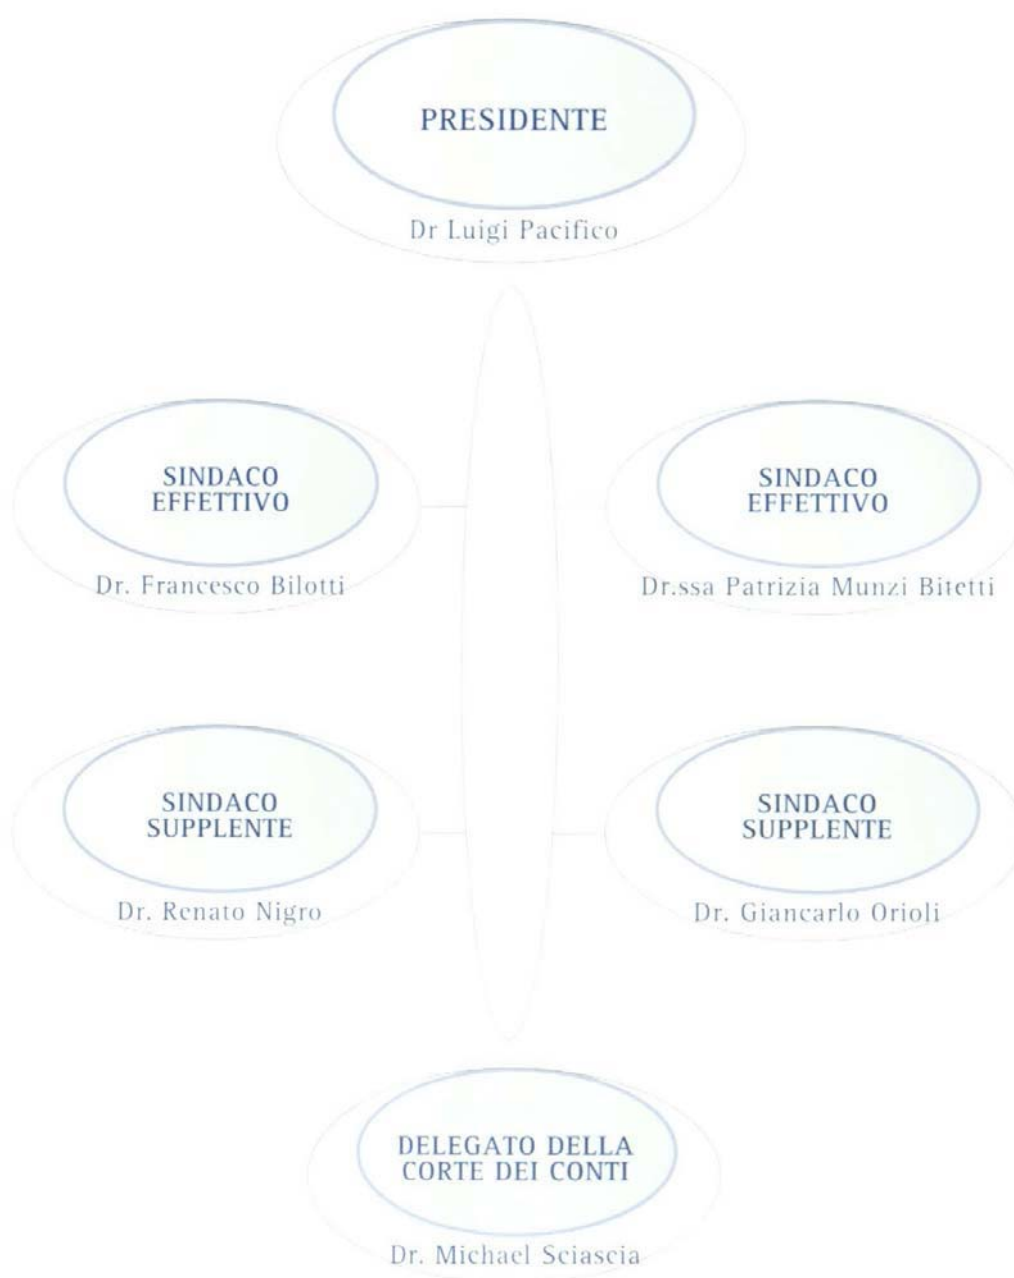 PRESIDENTE
Dr Luigi Pacifico
SINDACO
EFFETTIVO
Dr. Francesco Bilotti
SINDACO
EFFETTIVO
Dr.ssa Patrizia Munzi Bitetti
SINDACO
SUPPLENTE
Dr. Renato Nigro
SINDACO
SUPPLENTE
Dr. Giancarlo Orioli
DELEGATO DELLA
CORTE DEI CONTI
Dr. Michael Sciascia